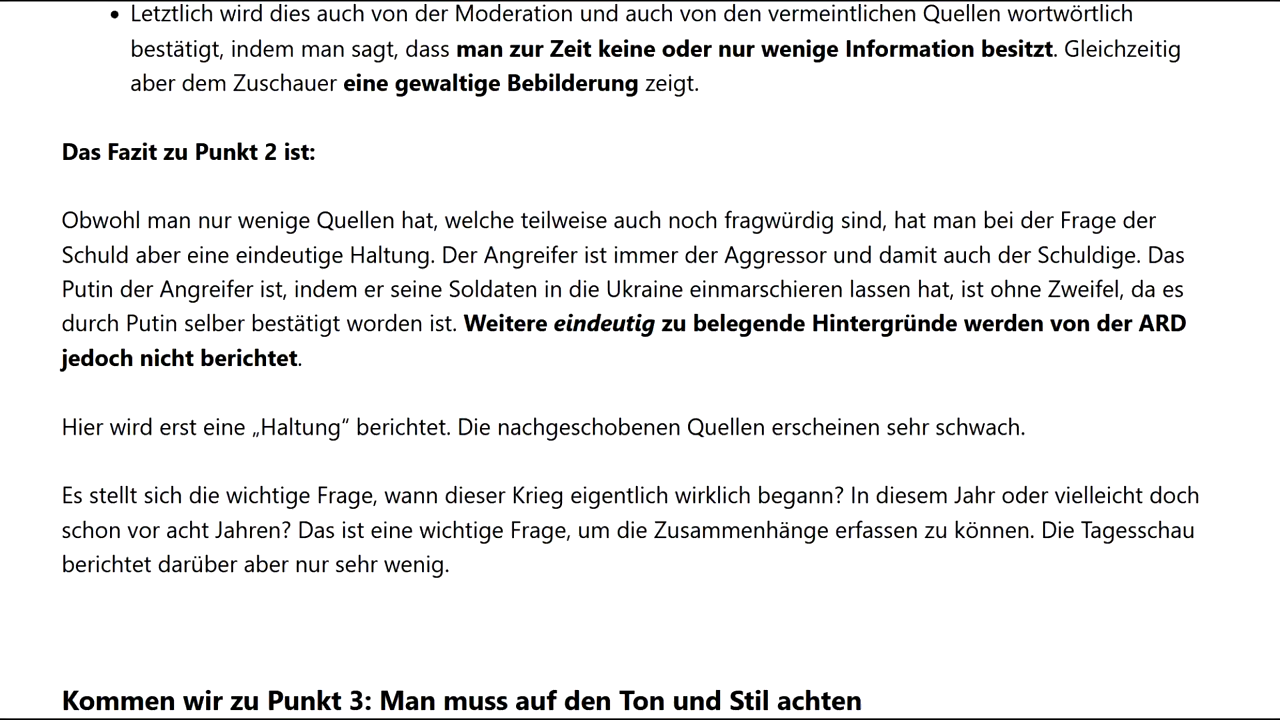 • Letztlich wird dies auch von der Moderation und auch von den vermeintlichen Quellen wortwörtlich
bestätigt, indem man sagt, dass man zur Zeit keine oder nur wenige Information besitzt. Gleichzeitig
aber dem Zuschauer eine gewaltige Bebilderung zeigt.
Das Fazit zu Punkt 2 ist:
Obwohl man nur wenige Quellen hat, welche teilweise auch noch fragwürdig sind, hat man bei der Frage der
Schuld aber eine eindeutige Haltung. Der Angreifer ist immer der Aggressor und damit auch der Schuldige. Das
Putin der Angreifer ist, indem er seine Soldaten in die Ukraine einmarschieren lassen hat, ist ohne Zweifel, da es
durch Putin selber bestätigt worden ist. Weitere eindeutig zu belegende Hintergründe werden von der ARD
jedoch nicht berichtet.
Hier wird erst eine „Haltung“ berichtet. Die nachgeschobenen Quellen erscheinen sehr schwach.
Es stellt sich die wichtige Frage, wann dieser Krieg eigentlich wirklich begann? In diesem Jahr oder vielleicht doch
schon vor acht Jahren? Das ist eine wichtige Frage, um die Zusammenhänge erfassen zu können. Die Tagesschau
berichtet darüber aber nur sehr wenig.
Kommen wir zu Punkt 3: Man muss auf den Ton und Stil achten